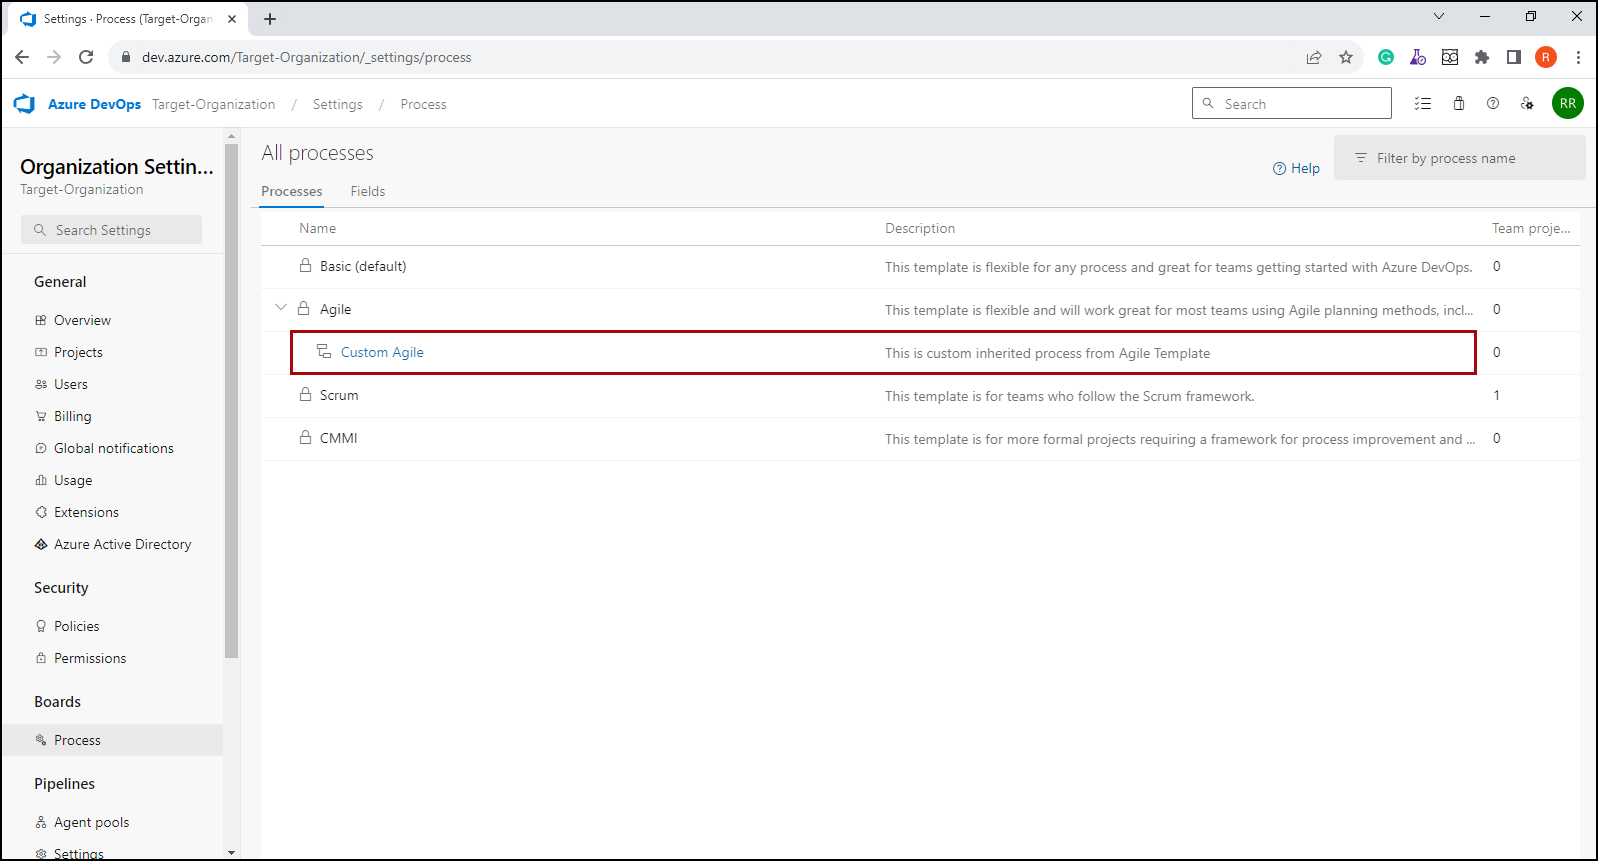 Settings · Process (Target-Organ
dev.azure.com/Target-Organization/_settings/process
R
Azure DevOps Target-Organization / Settings / Process
Search
RR
Organization Settin...
Target-Organization
Search Settings
General
Overview
Projects
Users
Billing
Global notifications
Usage
Extensions
Azure Active Directory
Security
Policies
Permissions
Boards
Process
Pipelines
Agent pools
Settings
All processes
Help
Filter by process name
Processes Fields
Name Description Team proje...
Basic (default) This template is flexible for any process and great for teams getting started with Azure DevOps. 0
Agile This template is flexible and will work great for most teams using Agile planning methods, incl... 0
Custom Agile This is custom inherited process from Agile Template 0
Scrum This template is for teams who follow the Scrum framework. 1
CMMI This template is for more formal projects requiring a framework for process improvement and ... 0